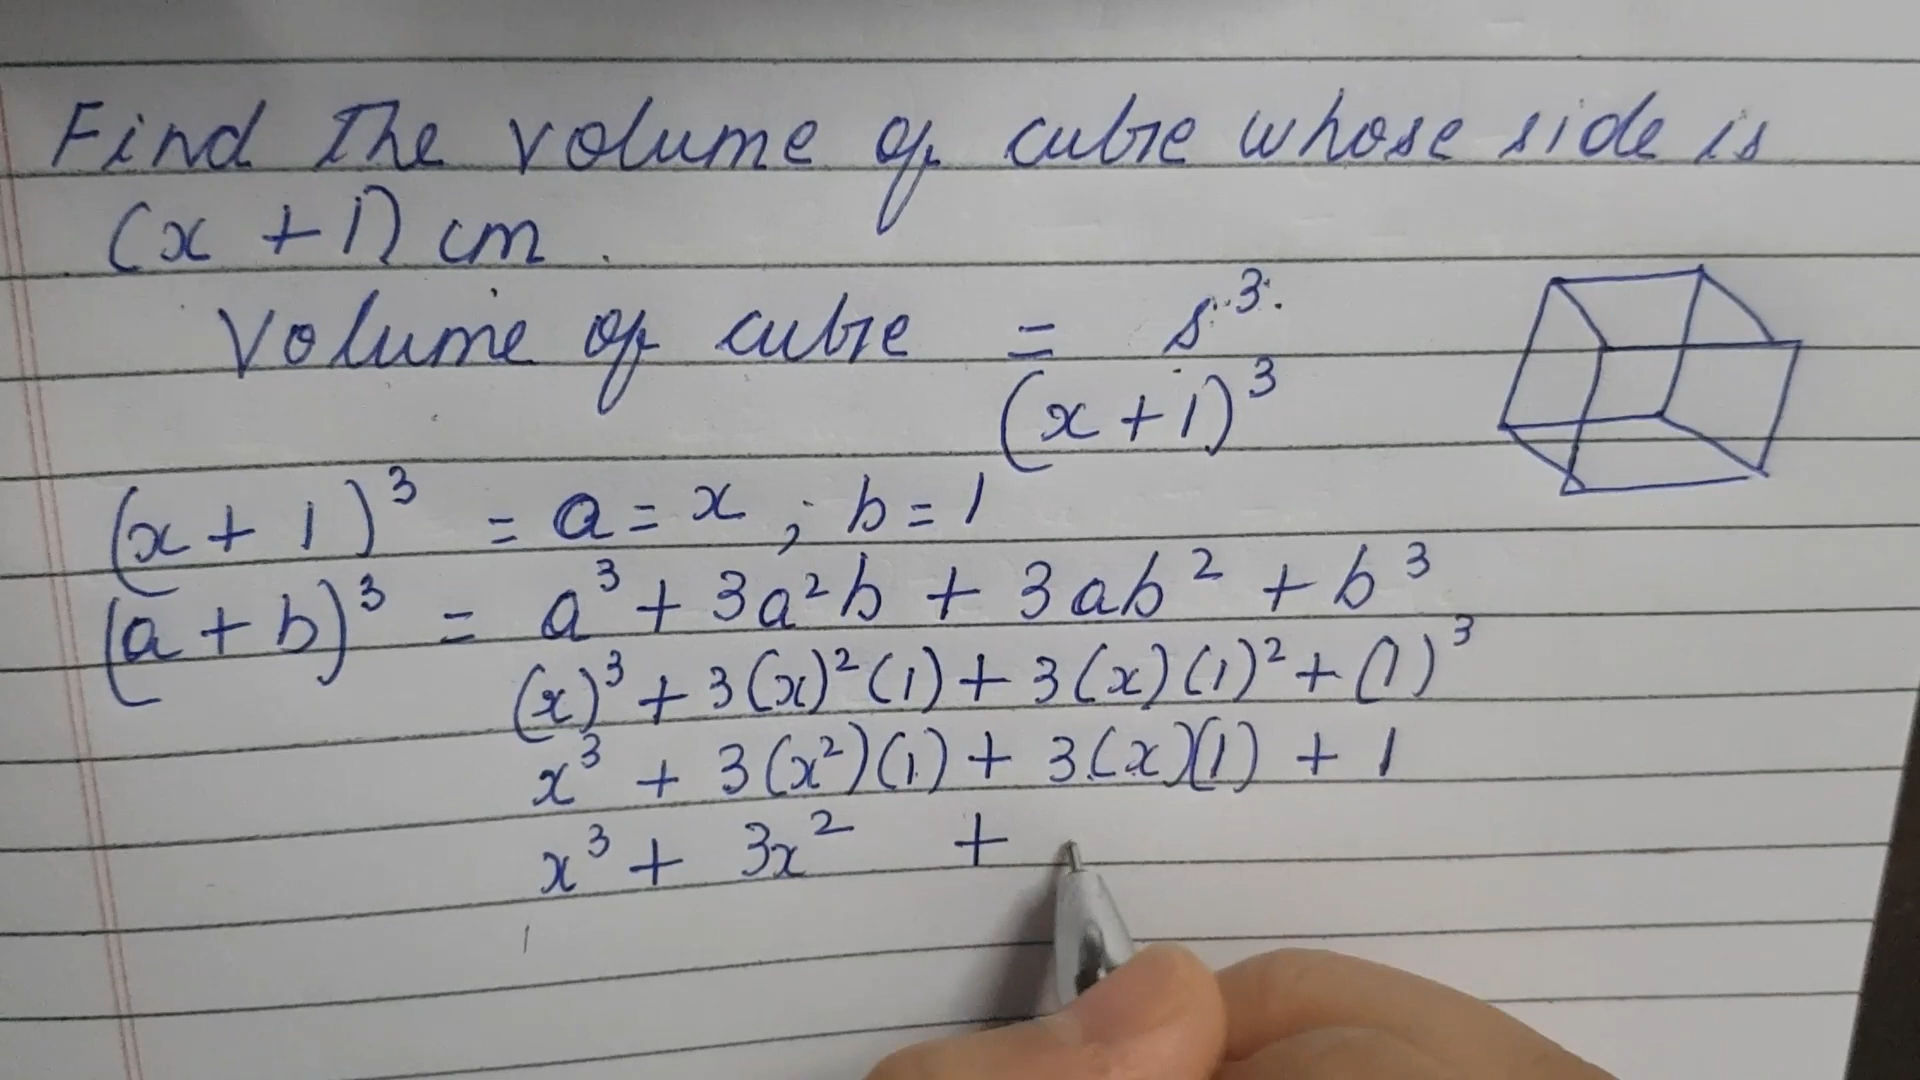 Find The volume of cube whose side is
(x + 1) cm.
Volume of cube = s³.
(x + 1)³
(x + 1)³ = a = x ; b = 1
(a + b)³ = a³ + 3a²b + 3ab² + b³
(x)³ + 3(x)²(1) + 3(x)(1)² + (1)³
x³ + 3(x²)(1) + 3(x)(1) + 1
x³ + 3x² +